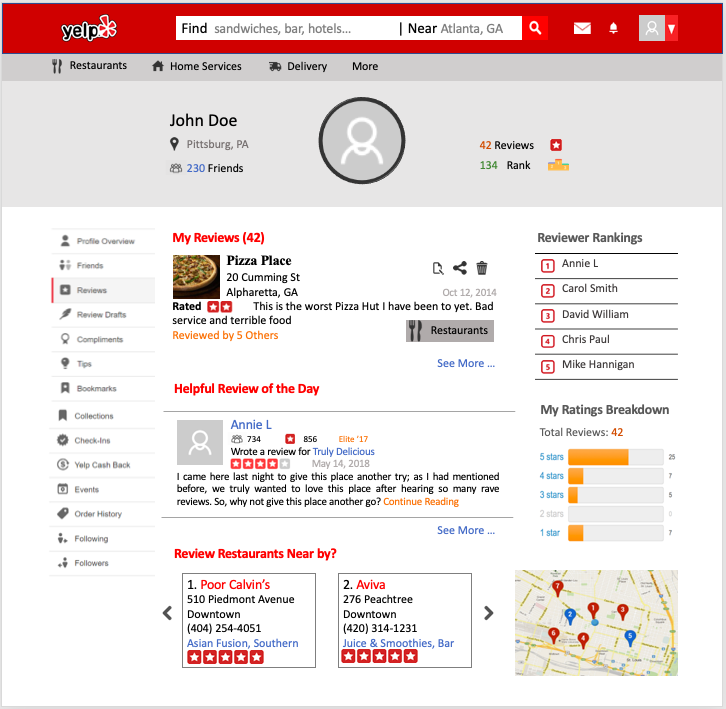 yelp
Find sandwiches, bar, hotels... | Near Atlanta, GA
Restaurants Home Services Delivery More
John Doe
Pittsburg, PA
230 Friends
42 Reviews
134 Rank
Profile Overview
Friends
Reviews
Review Drafts
Compliments
Tips
Bookmarks
Collections
Check-Ins
Yelp Cash Back
Events
Order History
Following
Followers
My Reviews (42)
Pizza Place
20 Cumming St
Alpharetta, GA
Oct 12, 2014
Rated This is the worst Pizza Hut I have been to yet. Bad
service and terrible food
Reviewed by 5 Others
Restaurants
See More ...
Helpful Review of the Day
Annie L
734 856 Elite '17
Wrote a review for Truly Delicious
May 14, 2018
I came here last night to give this place another try; as I had mentioned
before, we truly wanted to love this place after hearing so many rave
reviews. So, why not give this place another go? Continue Reading
See More ...
Review Restaurants Near by?
1. Poor Calvin's
510 Piedmont Avenue
Downtown
(404) 254-4051
Asian Fusion, Southern
2. Aviva
276 Peachtree
Downtown
(420) 314-1231
Juice & Smoothies, Bar
Reviewer Rankings
1 Annie L
2 Carol Smith
3 David William
4 Chris Paul
5 Mike Hannigan
My Ratings Breakdown
Total Reviews: 42
5 stars 25
4 stars 7
3 stars 5
2 stars 0
1 star 7
7
1
2
3
6
4
5